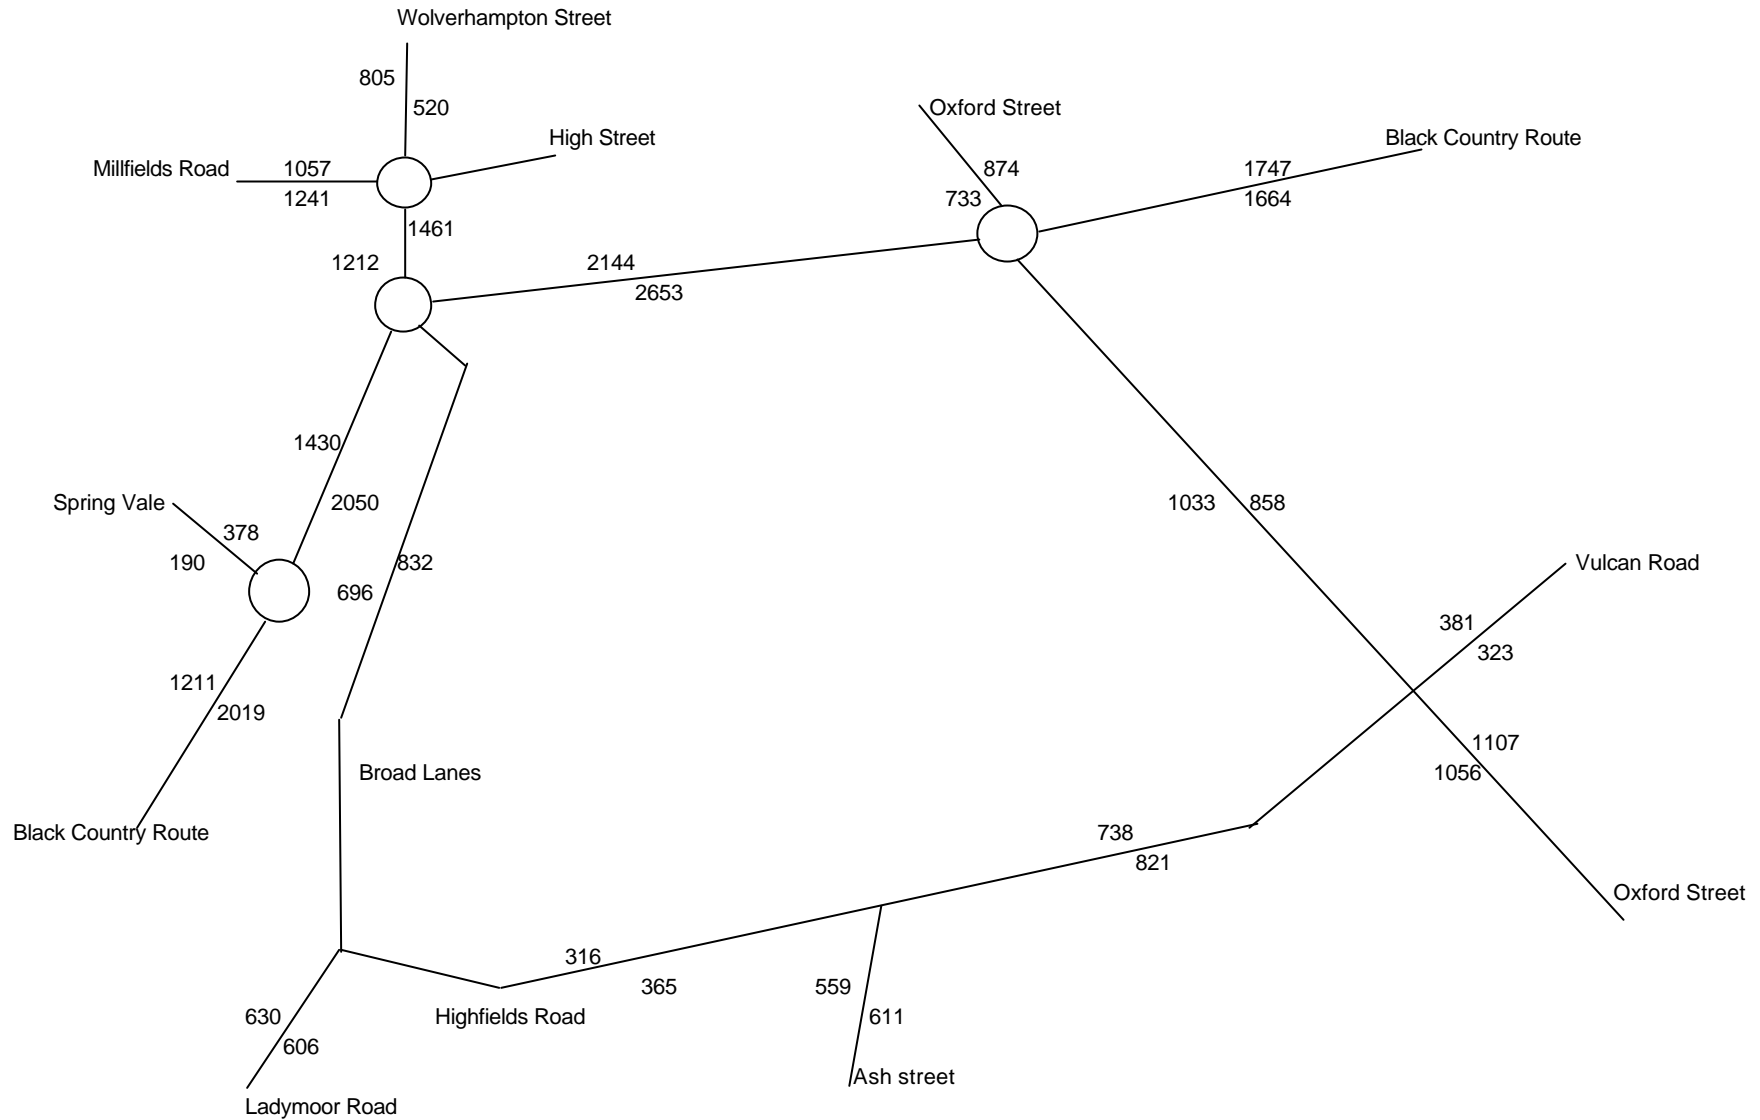 Wolverhampton Street
805
520
Oxford Street
High Street
Black Country Route
Millfields Road
1057
874
1747
1241
733
1664
1461
1212
2144
2653
1430
Spring Vale
2050
1033
858
378
190
832
Vulcan Road
696
381
323
1211
2019
1107
1056
Broad Lanes
Black Country Route
738
821
Oxford Street
316
365
559
630
Highfields Road
611
606
Ash street
Ladymoor Road